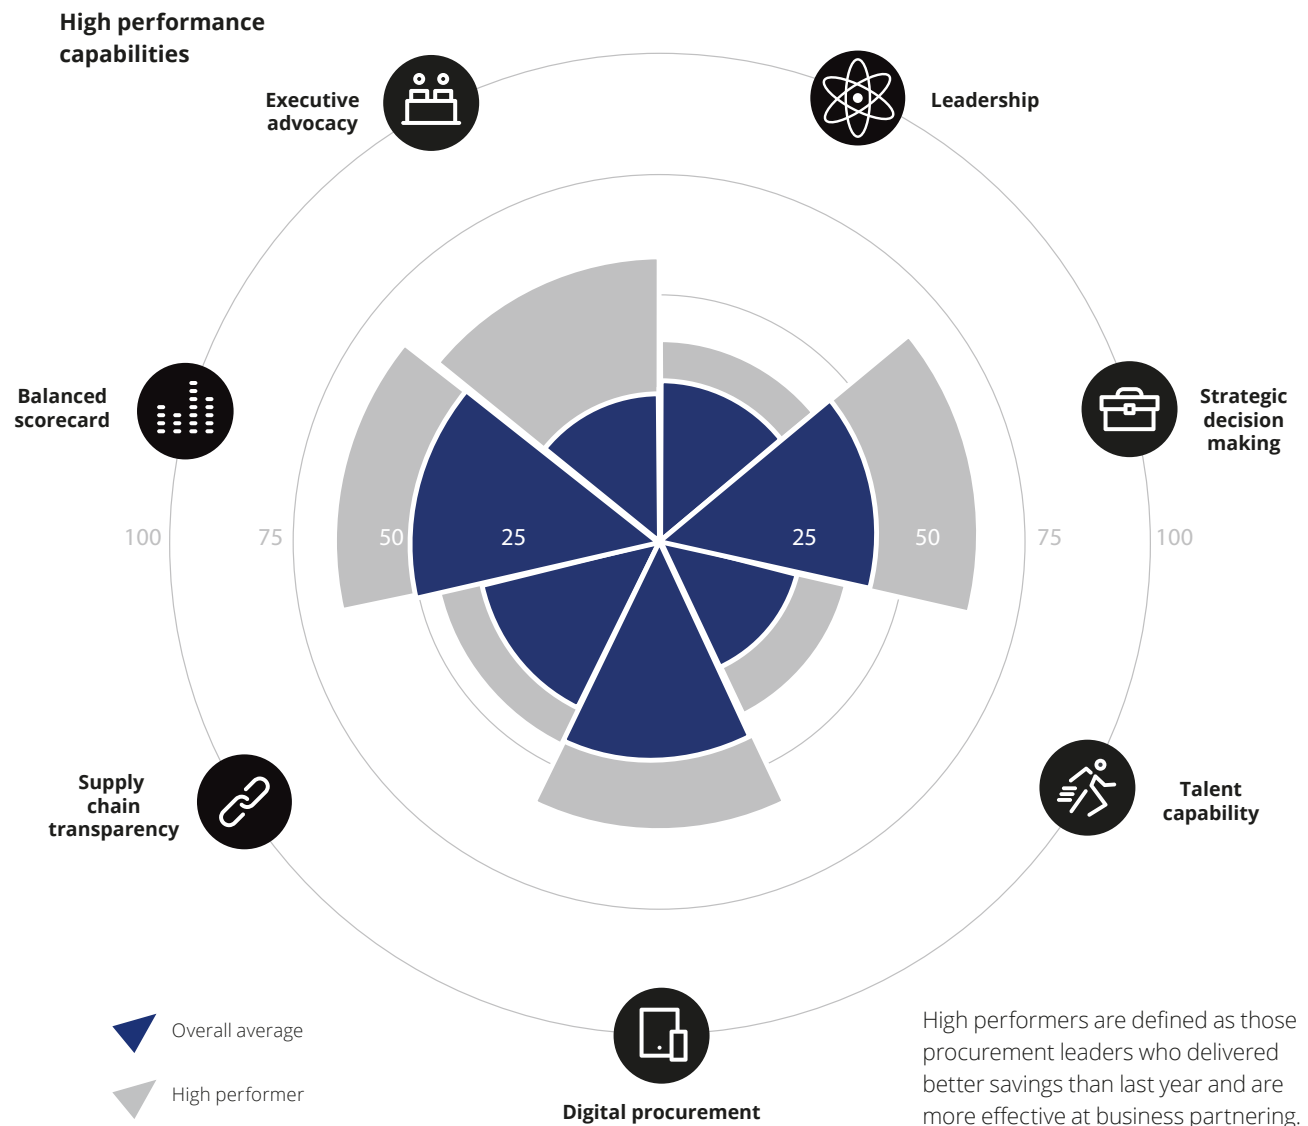 High performance
capabilities
Executive
advocacy
Leadership
Balanced
scorecard
Strategic
decision
making
100 75 50 25 25 50 75 100
Supply
chain
transparency
Talent
capability
Digital procurement
Overall average
High performer
High performers are defined as those
procurement leaders who delivered
better savings than last year and are
more effective at business partnering.